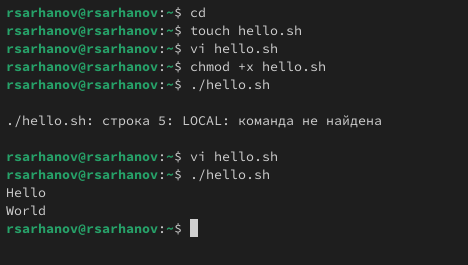 rsarhanov@rsarhanov:~$ cd
rsarhanov@rsarhanov:~$ touch hello.sh
rsarhanov@rsarhanov:~$ vi hello.sh
rsarhanov@rsarhanov:~$ chmod +x hello.sh
rsarhanov@rsarhanov:~$ ./hello.sh
./hello.sh: строка 5: LOCAL: команда не найдена
rsarhanov@rsarhanov:~$ vi hello.sh
rsarhanov@rsarhanov:~$ ./hello.sh
Hello
World
rsarhanov@rsarhanov:~$